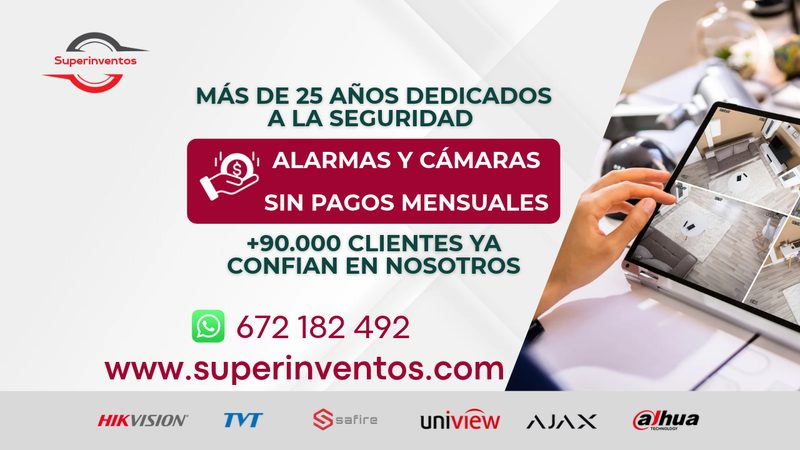 Superinventos
MÁS DE 25 AÑOS DEDICADOS
A LA SEGURIDAD
$
ALARMAS Y CÁMARAS
SIN PAGOS MENSUALES
+90.000 CLIENTES YA
CONFIAN EN NOSOTROS
672 182 492
www.superinventos.com
HIKVISION TVT safire uniview AJAX alhua
TECHNOLOGY